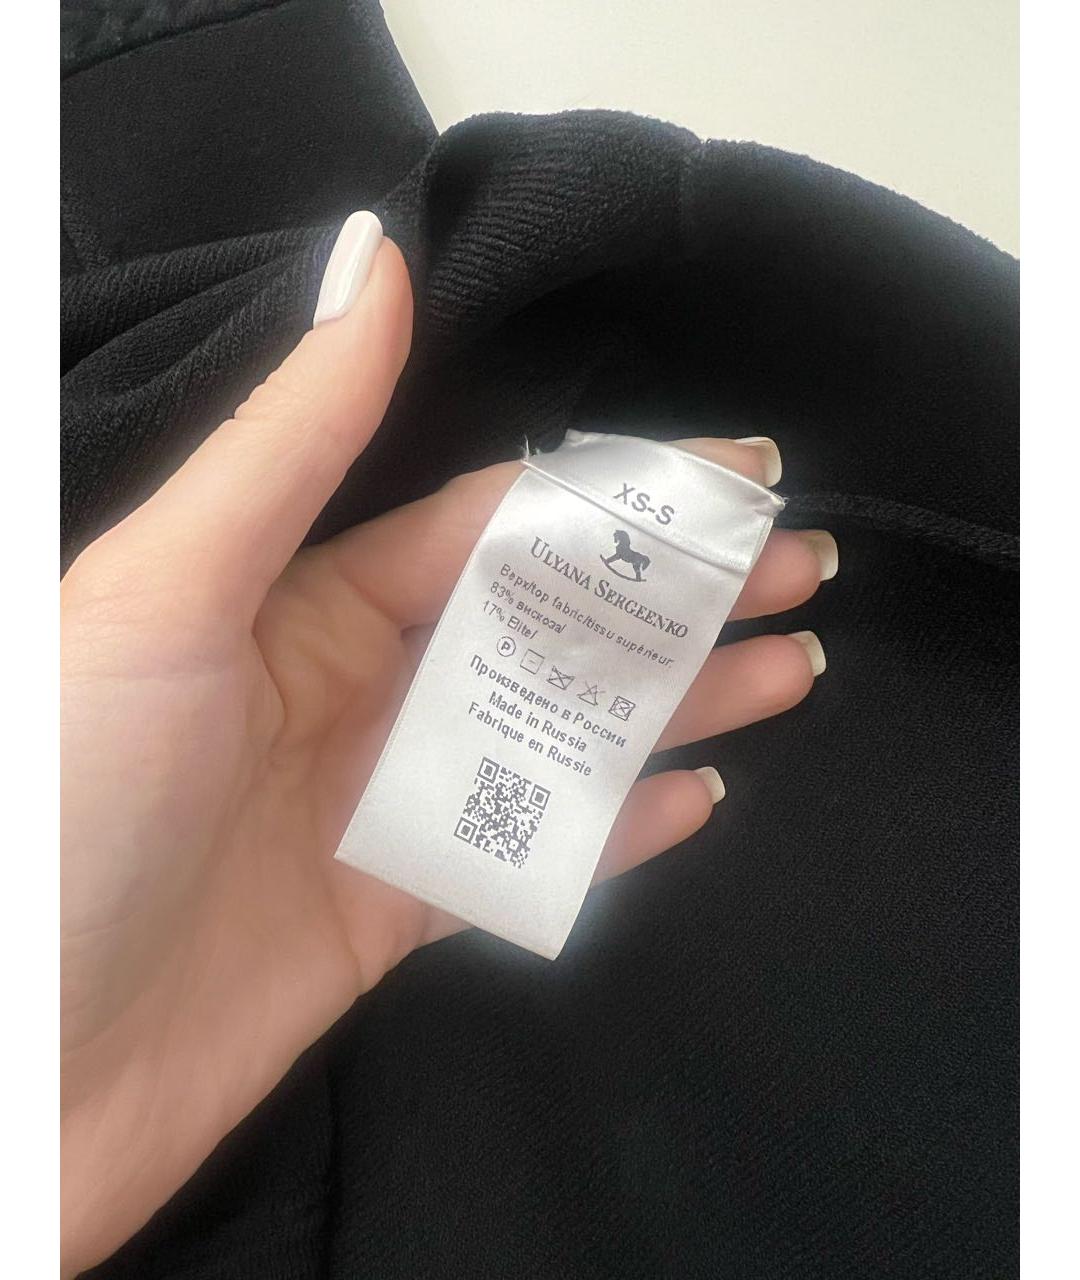 XS-S
ULYANA SERGEENKO
Верх/top fabric/tissu supérieur:
83% вискоза/
17% Elite/
P
Произведено в России
Made in Russia
Fabrique en Russie